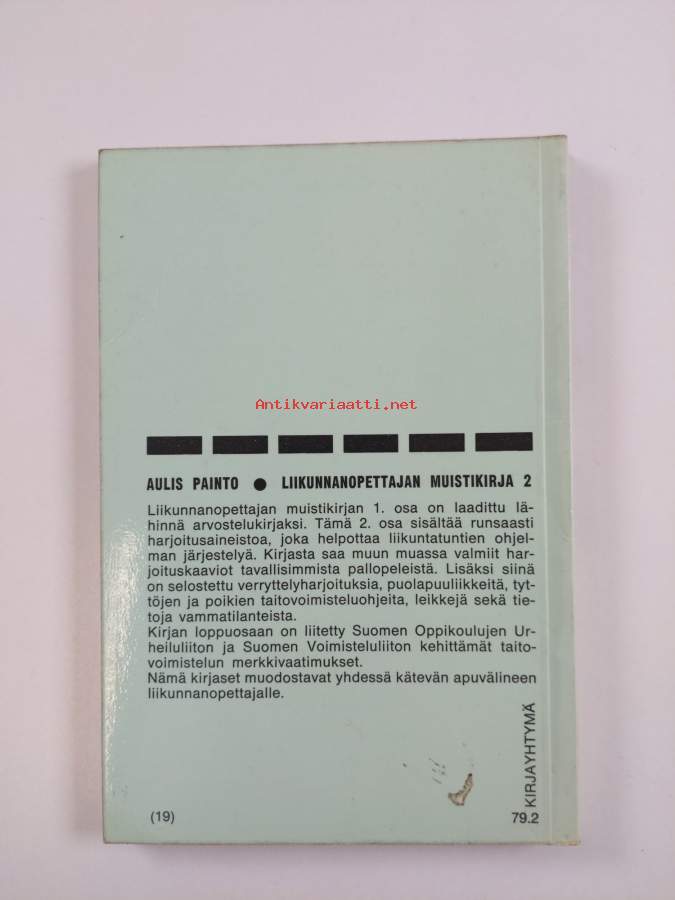 Antikvariaatti.net
AULIS PAINTO ● LIIKUNNANOPETTAJAN MUISTIKIRJA 2
Liikunnanopettajan muistikirjan 1. osa on laadittu lä-
hinnä arvostelukirjaksi. Tämä 2. osa sisältää runsaasti
harjoitusaineistoa, joka helpottaa liikuntatuntien ohjel-
man järjestelyä. Kirjasta saa muun muassa valmiit har-
joituskaaviot tavallisimmista pallopeleistä. Lisäksi siinä
on selostettu verryttelyharjoituksia, puolapuuliikkeitä, tyt-
töjen ja poikien taitovoimisteluohjeita, leikkejä sekä tie-
toja vammatilanteista.
Kirjan loppuosaan on liitetty Suomen Oppikoulujen Ur-
heiluliiton ja Suomen Voimisteluliiton kehittämät taito-
voimistelun merkkivaatimukset.
Nämä kirjaset muodostavat yhdessä kätevän apuvälineen
liikunnanopettajalle.
KIRJAYHTYMÄ
(19)
79.2